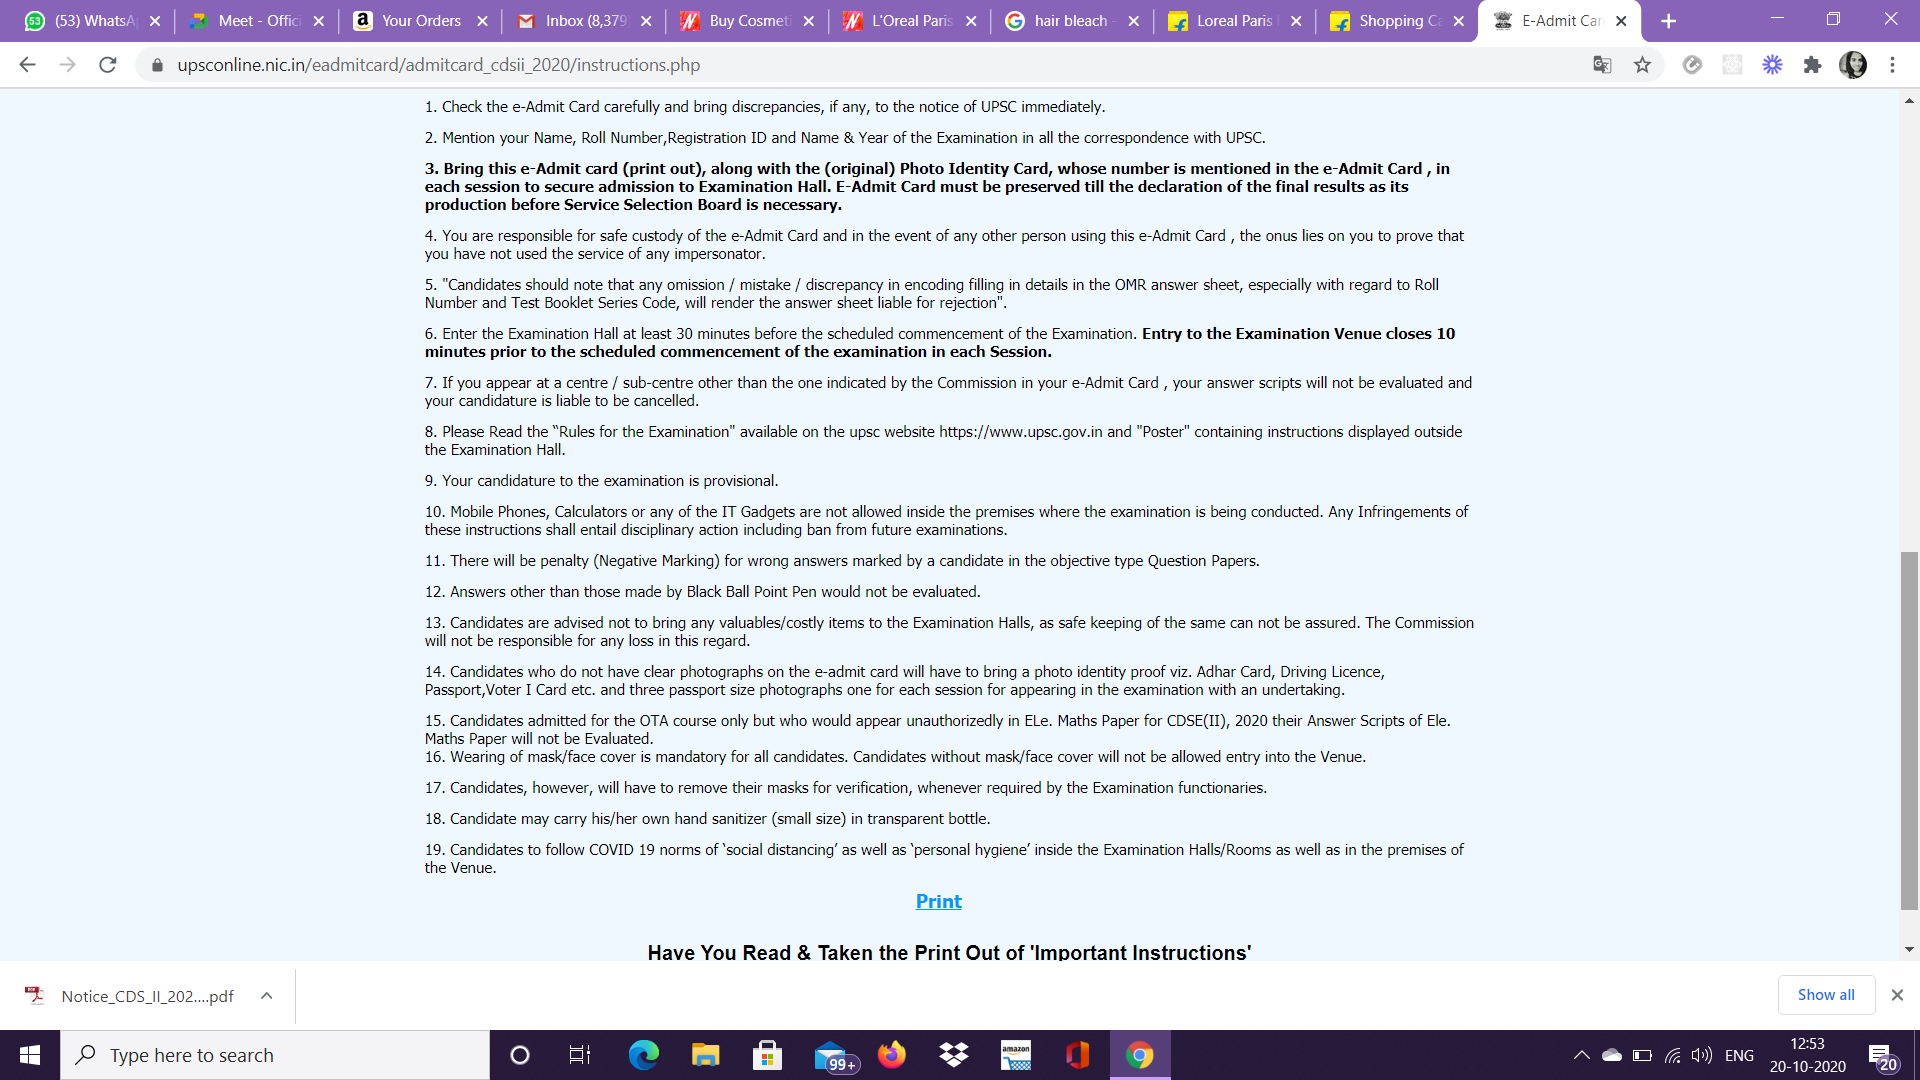 (53) WhatsA
Meet - Offici
Your Orders
Inbox (8,379
Buy Cosmeti
L'Oreal Paris
hair bleach -
Loreal Paris
Shopping Ca
E-Admit Car
upsconline.nic.in/eadmitcard/admitcard_cdsii_2020/instructions.php
1. Check the e-Admit Card carefully and bring discrepancies, if any, to the notice of UPSC immediately.
2. Mention your Name, Roll Number,Registration ID and Name & Year of the Examination in all the correspondence with UPSC.
3. Bring this e-Admit card (print out), along with the (original) Photo Identity Card, whose number is mentioned in the e-Admit Card , in
each session to secure admission to Examination Hall. E-Admit Card must be preserved till the declaration of the final results as its
production before Service Selection Board is necessary.
4. You are responsible for safe custody of the e-Admit Card and in the event of any other person using this e-Admit Card , the onus lies on you to prove that
you have not used the service of any impersonator.
5. "Candidates should note that any omission / mistake / discrepancy in encoding filling in details in the OMR answer sheet, especially with regard to Roll
Number and Test Booklet Series Code, will render the answer sheet liable for rejection".
6. Enter the Examination Hall at least 30 minutes before the scheduled commencement of the Examination. Entry to the Examination Venue closes 10
minutes prior to the scheduled commencement of the examination in each Session.
7. If you appear at a centre / sub-centre other than the one indicated by the Commission in your e-Admit Card , your answer scripts will not be evaluated and
your candidature is liable to be cancelled.
8. Please Read the “Rules for the Examination" available on the upsc website https://www.upsc.gov.in and "Poster" containing instructions displayed outside
the Examination Hall.
9. Your candidature to the examination is provisional.
10. Mobile Phones, Calculators or any of the IT Gadgets are not allowed inside the premises where the examination is being conducted. Any Infringements of
these instructions shall entail disciplinary action including ban from future examinations.
11. There will be penalty (Negative Marking) for wrong answers marked by a candidate in the objective type Question Papers.
12. Answers other than those made by Black Ball Point Pen would not be evaluated.
13. Candidates are advised not to bring any valuables/costly items to the Examination Halls, as safe keeping of the same can not be assured. The Commission
will not be responsible for any loss in this regard.
14. Candidates who do not have clear photographs on the e-admit card will have to bring a photo identity proof viz. Adhar Card, Driving Licence,
Passport,Voter I Card etc. and three passport size photographs one for each session for appearing in the examination with an undertaking.
15. Candidates admitted for the OTA course only but who would appear unauthorizedly in ELe. Maths Paper for CDSE(II), 2020 their Answer Scripts of Ele.
Maths Paper will not be Evaluated.
16. Wearing of mask/face cover is mandatory for all candidates. Candidates without mask/face cover will not be allowed entry into the Venue.
17. Candidates, however, will have to remove their masks for verification, whenever required by the Examination functionaries.
18. Candidate may carry his/her own hand sanitizer (small size) in transparent bottle.
19. Candidates to follow COVID 19 norms of ‘social distancing’ as well as ‘personal hygiene’ inside the Examination Halls/Rooms as well as in the premises of
the Venue.
Print
Have You Read & Taken the Print Out of 'Important Instructions'
Notice_CDS_II_202....pdf
Show all
Type here to search
99+
amazon
ENG
12:53
20-10-2020
20